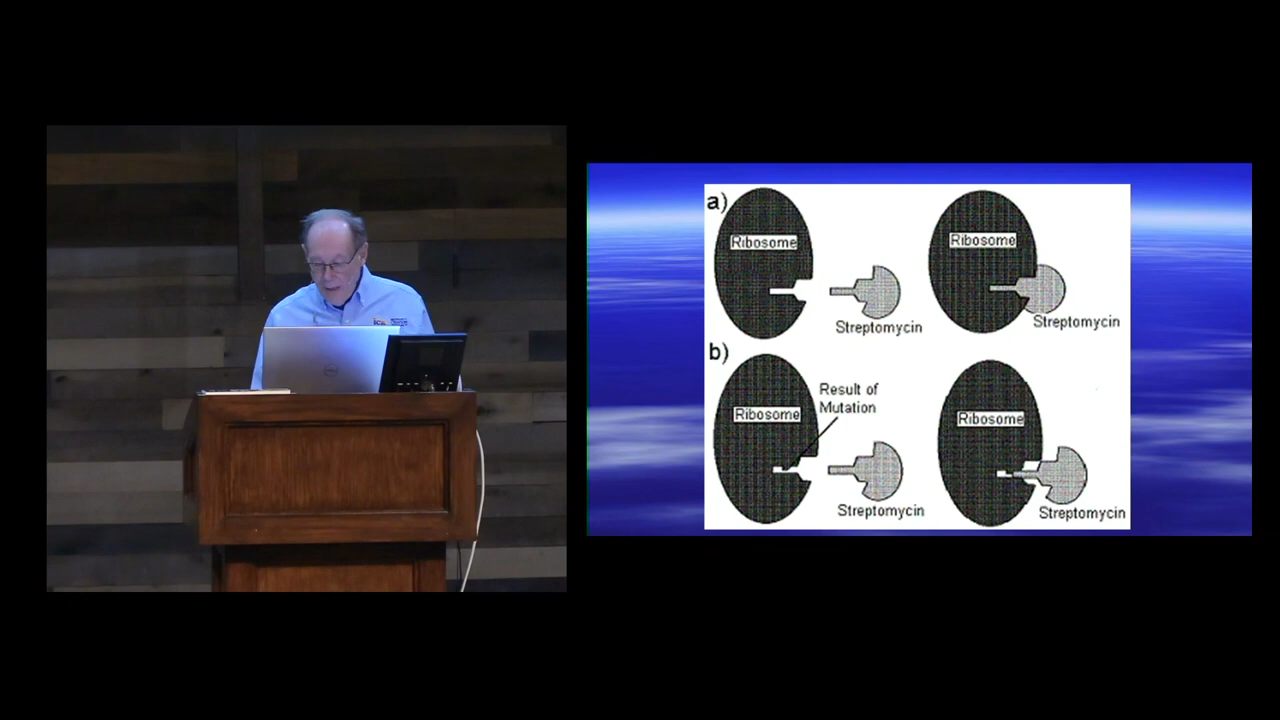 a)
Ribosome
Ribosome
Streptomycin
Streptomycin
b)
Result of
Mutation
Ribosome
Ribosome
Streptomycin
Streptomycin